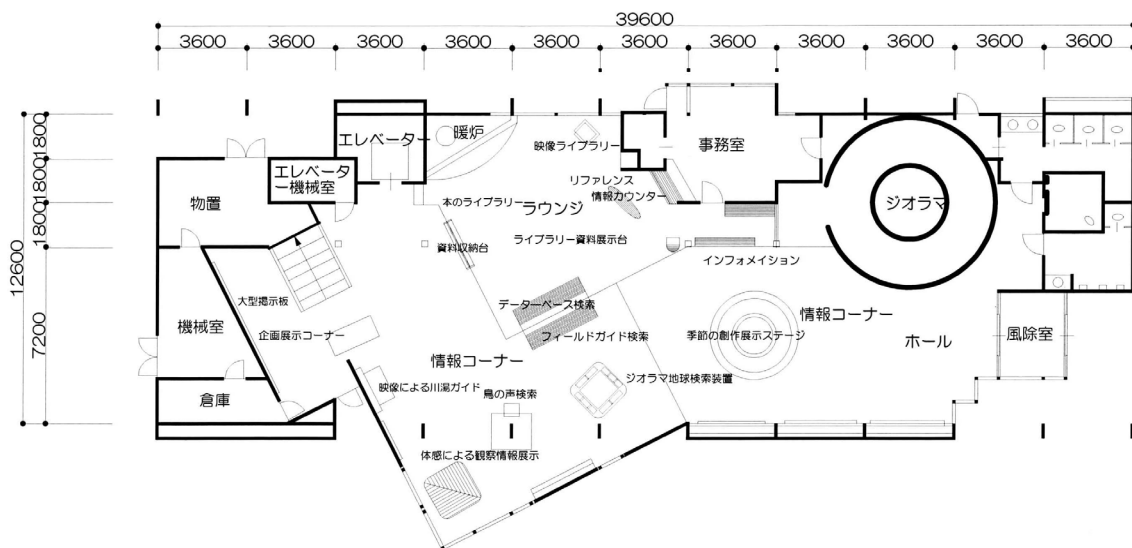 39600
3600 3600 3600 3600 3600 3600 3600 3600 3600 3600 3600
12600
1800
1800
1800
7200
エレベーター
暖炉
映像ライブラリー
事務室
エレベーター機械室
リファレンス
情報カウンター
物置
本のライブラリー
ラウンジ
ジオラマ
資料収納台
ライブラリー資料展示台
インフォメイション
大型掲示板
データーベース検索
機械室
企画展示コーナー
フィールドガイド検索
季節の創作展示ステージ
情報コーナー
ホール
風除室
情報コーナー
ジオラマ地球検索装置
映像による川湯ガイド
鳥の声検索
倉庫
体感による観察情報展示